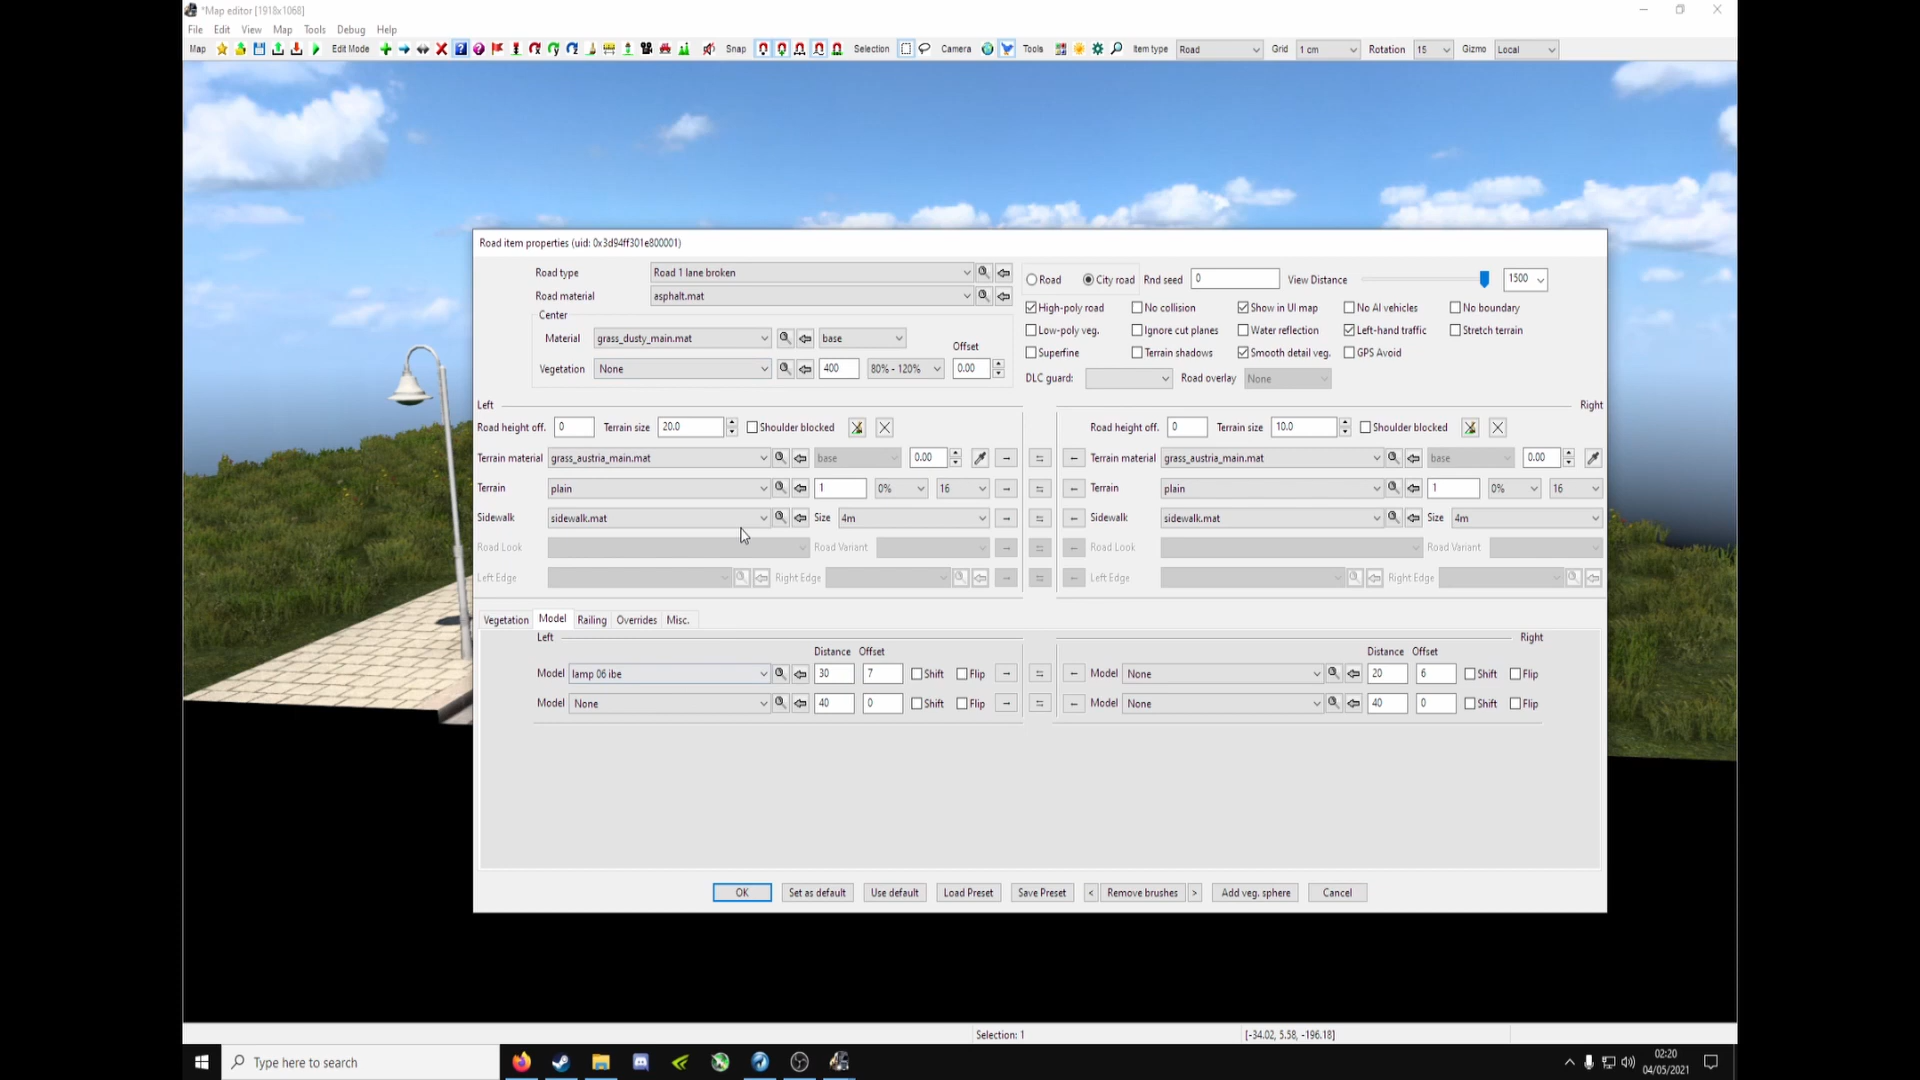 *Map editor [1918x1068]
File Edit View Map Tools Debug Help
Map Edit Mode Snap Selection Camera Tools Item type Road Grid 1 cm Rotation 15 Gizmo Local
Road item properties (uid: 0x3d94ff301e800001)
Road type Road 1 lane broken Road City road Rnd seed 0 View Distance 1500
Road material asphalt.mat
High-poly road No collision Show in UI map No AI vehicles No boundary
Center
Low-poly veg. Ignore cut planes Water reflection Left-hand traffic Stretch terrain
Material grass_dusty_main.mat base Offset
Superfine Terrain shadows Smooth detail veg. GPS Avoid
Vegetation None 400 80% - 120% 0.00
DLC guard: Road overlay None
Left Right
Road height off. 0 Terrain size 20.0 Shoulder blocked Road height off. 0 Terrain size 10.0 Shoulder blocked
Terrain material grass_austria_main.mat base 0.00 Terrain material grass_austria_main.mat base 0.00
Terrain plain 1 0% 16 Terrain plain 1 0% 16
Sidewalk sidewalk.mat Size 4m Sidewalk sidewalk.mat Size 4m
Road Look Road Variant Road Look Road Variant
Left Edge Right Edge Left Edge Right Edge
Vegetation Model Railing Overrides Misc.
Left Right
Distance Offset Distance Offset
Model lamp 06 ibe 30 7 Shift Flip Model None 20 6 Shift Flip
Model None 40 0 Shift Flip Model None 40 0 Shift Flip
OK Set as default Use default Load Preset Save Preset < Remove brushes > Add veg. sphere Cancel
Selection: 1 [-34.02, 5.58, -196.18]
Type here to search 02:20
04/05/2021